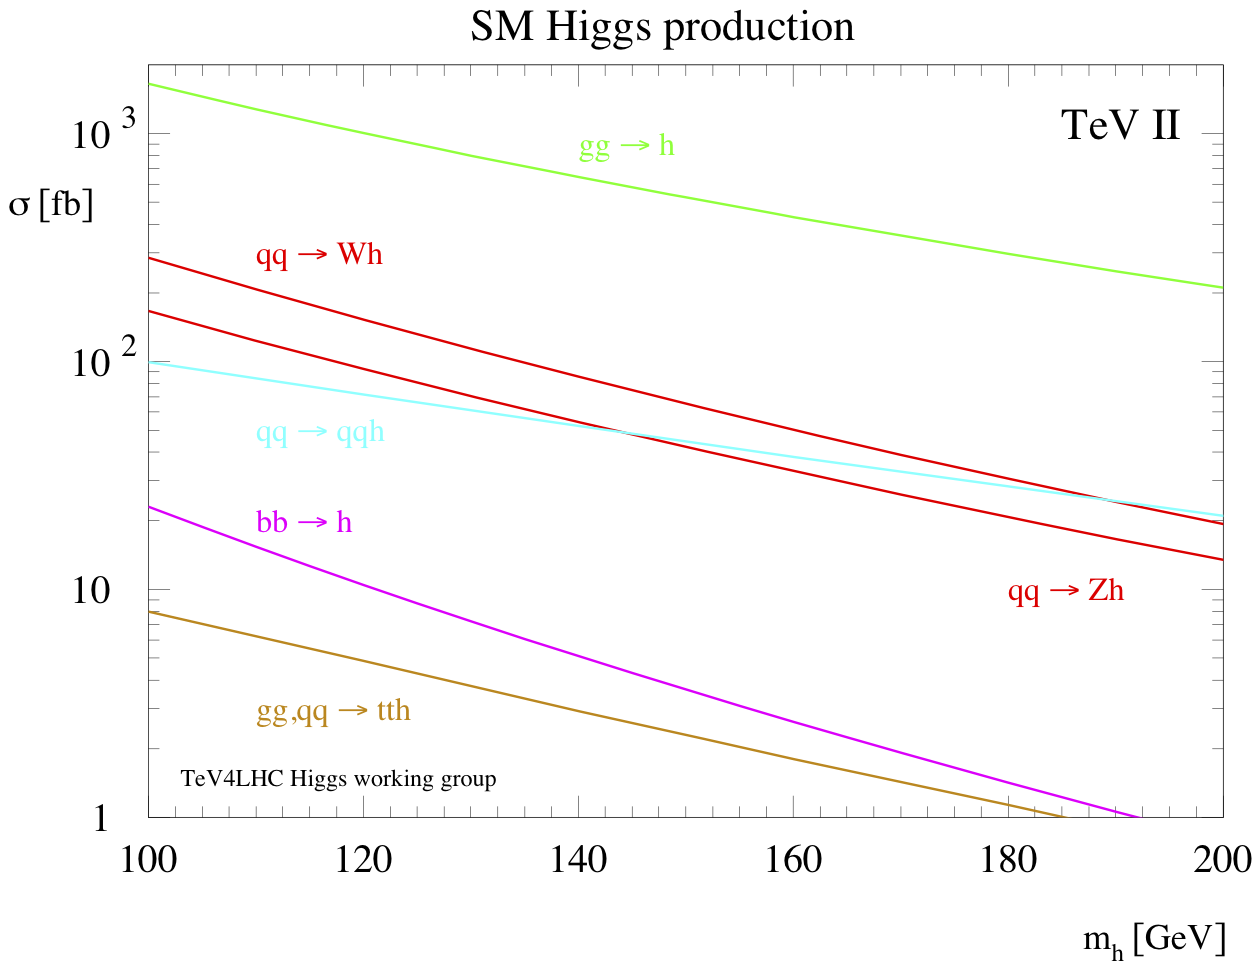 SM Higgs production
TeV II
10 3
gg → h
σ [fb]
qq → Wh
10 2
qq → qqh
bb → h
10
qq → Zh
gg,qq → tth
TeV4LHC Higgs working group
1
100 120 140 160 180 200
mh [GeV]